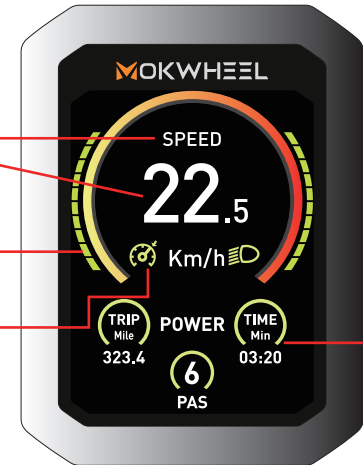 MOKWHEEL
SPEED
22.5
Km/h
TRIP
Mile
323.4
POWER
TIME
Min
03:20
6
PAS